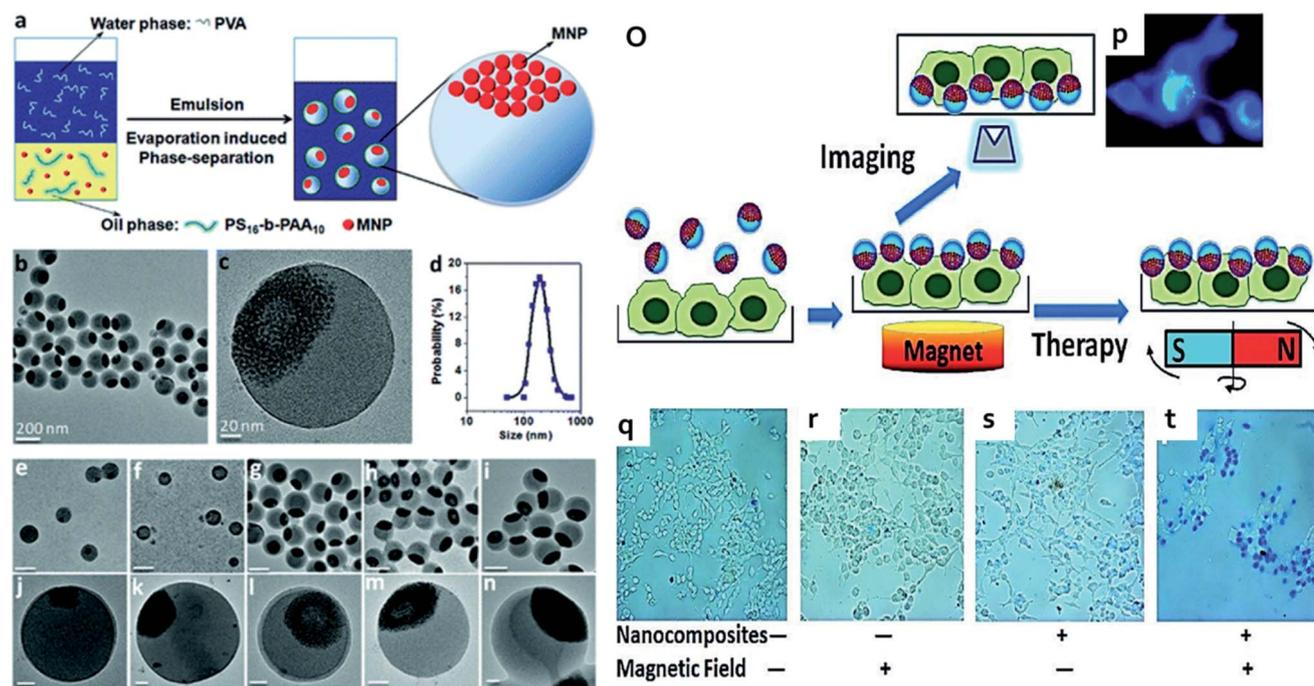 a
Water phase: PVA
MNP
Emulsion
Evaporation induced
Phase-separation
Oil phase: PS₁₆-b-PAA₁₀ MNP
b
200 nm
c
20 nm
d
20
16
12
8
4
0
Probability (%)
10 100 1000
Size (nm)
e f g h i
j k l m n
O
p
Imaging
Magnet
Therapy
S N
q r s t
Nanocomposites — — + +
Magnetic Field — + — +